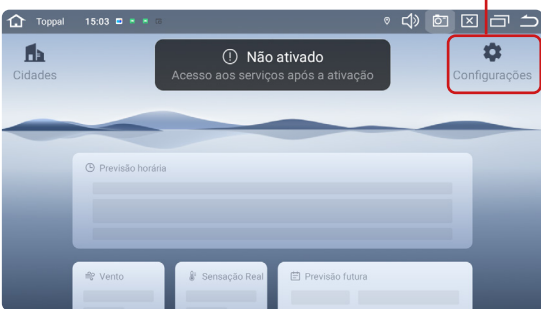 Toppal 15:03
Cidades
Não ativado
Acesso aos serviços após a ativação
Configurações
Previsão horária
Vento
Sensação Real
Previsão futura